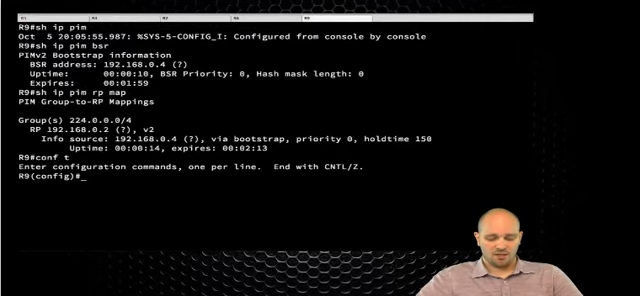 R9#sh ip pim
Oct  5 20:05:55.987: %SYS-5-CONFIG_I: Configured from console by console
R9#sh ip pim bsr
PIMv2 Bootstrap information
  BSR address: 192.168.0.4 (?)
  Uptime:      00:00:10, BSR Priority: 0, Hash mask length: 0
  Expires:     00:01:59
R9#sh ip pim rp map
PIM Group-to-RP Mappings

Group(s) 224.0.0.0/4
  RP 192.168.0.2 (?), v2
    Info source: 192.168.0.4 (?), via bootstrap, priority 0, holdtime 150
         Uptime: 00:00:14, expires: 00:02:13
R9#conf t
Enter configuration commands, one per line.  End with CNTL/Z.
R9(config)#_